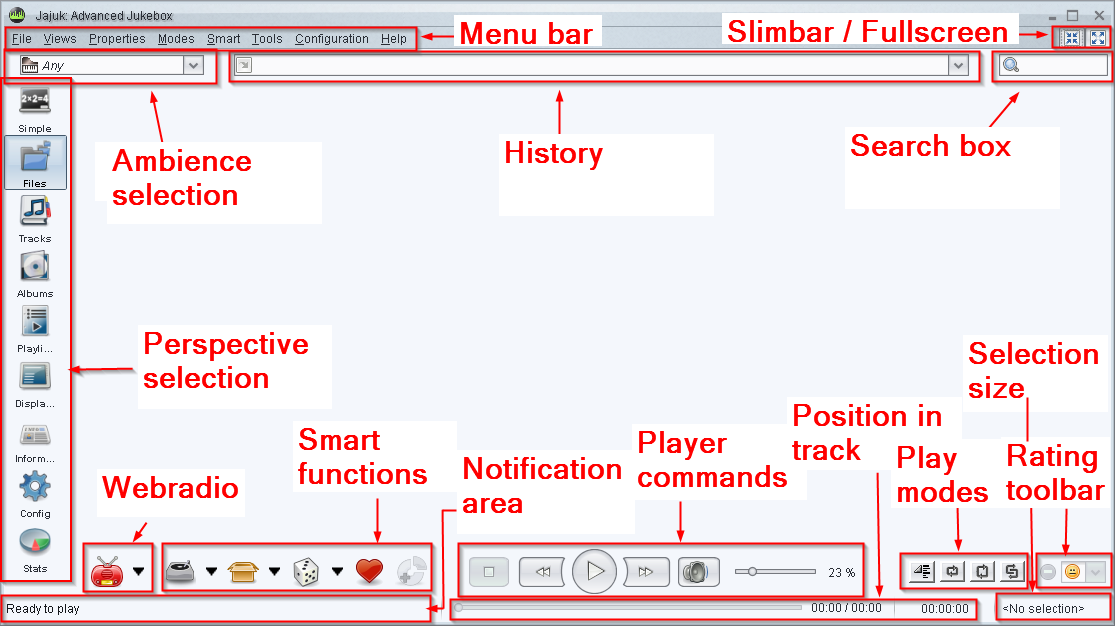 Jajuk: Advanced Jukebox
File Views Properties Modes Smart Tools Configuration Help
Menu bar
Slimbar / Fullscreen
Any
2×2=4
Simple
Files
Tracks
Albums
Playli...
Displa...
Inform...
Config
Stats
Ambience
selection
History
Search box
Perspective
selection
Selection
size
Position in
track
Smart
functions
Player
commands
Notification
area
Play
modes
Rating
toolbar
Webradio
23 %
Ready to play
00:00 / 00:00
00:00:00
<No selection>